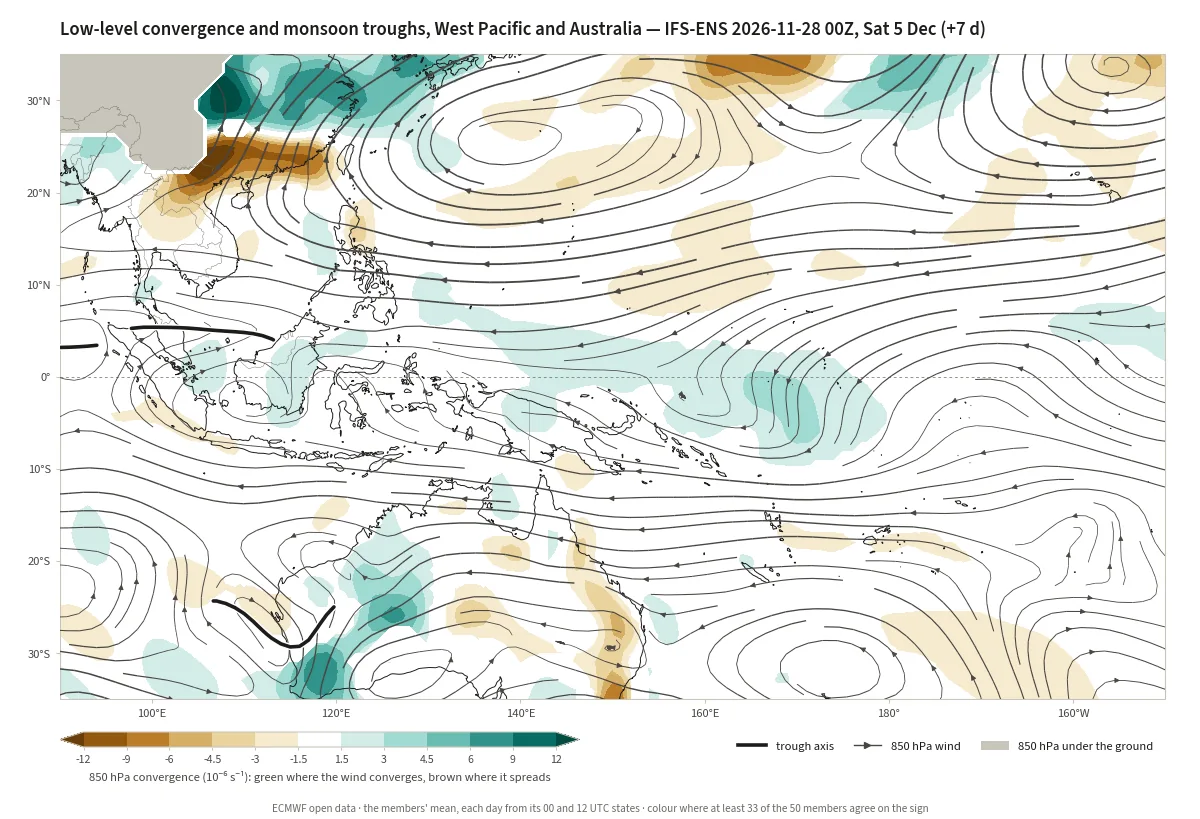 Low-level convergence and monsoon troughs, West Pacific and Australia — IFS-ENS 2026-11-28 00Z, Sat 5 Dec (+7 d)
30°N
20°N
10°N
0°
10°S
20°S
30°S
100°E 120°E 140°E 160°E 180° 160°W
-12 -9 -6 -4.5 -3 -1.5 1.5 3 4.5 6 9 12
850 hPa convergence (10⁻⁶ s⁻¹): green where the wind converges, brown where it spreads
trough axis 850 hPa wind 850 hPa under the ground
ECMWF open data · the members' mean, each day from its 00 and 12 UTC states · colour where at least 33 of the 50 members agree on the sign